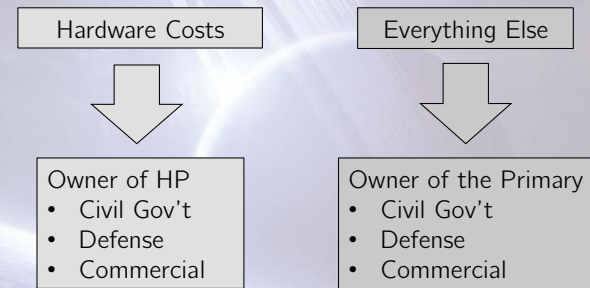 Hardware Costs
Everything Else
Owner of HP
• Civil Gov't
• Defense
• Commercial
Owner of the Primary
• Civil Gov't
• Defense
• Commercial